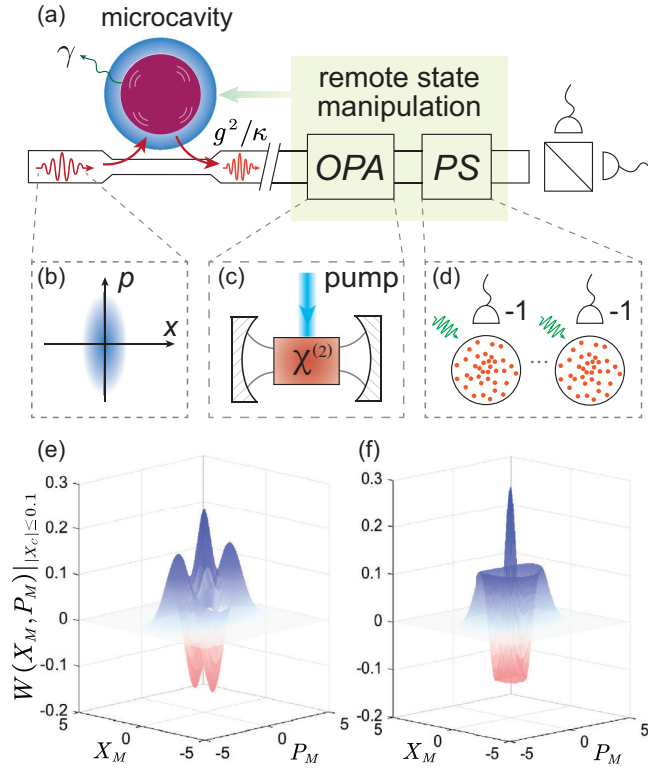 (a)
microcavity
γ
g²/κ
remote state
manipulation
OPA
PS
(b)
p
x
(c)
pump
χ⁽²⁾
(d)
-1
-1
...
(e)
(f)
W(X_M, P_M)||X_c|≤0.1
0.3
0.2
0.1
0
-0.1
-0.2
5
0
-5
X_M
-5
0
5
P_M
0.3
0.2
0.1
0
-0.1
-0.2
5
0
-5
X_M
-5
0
5
P_M